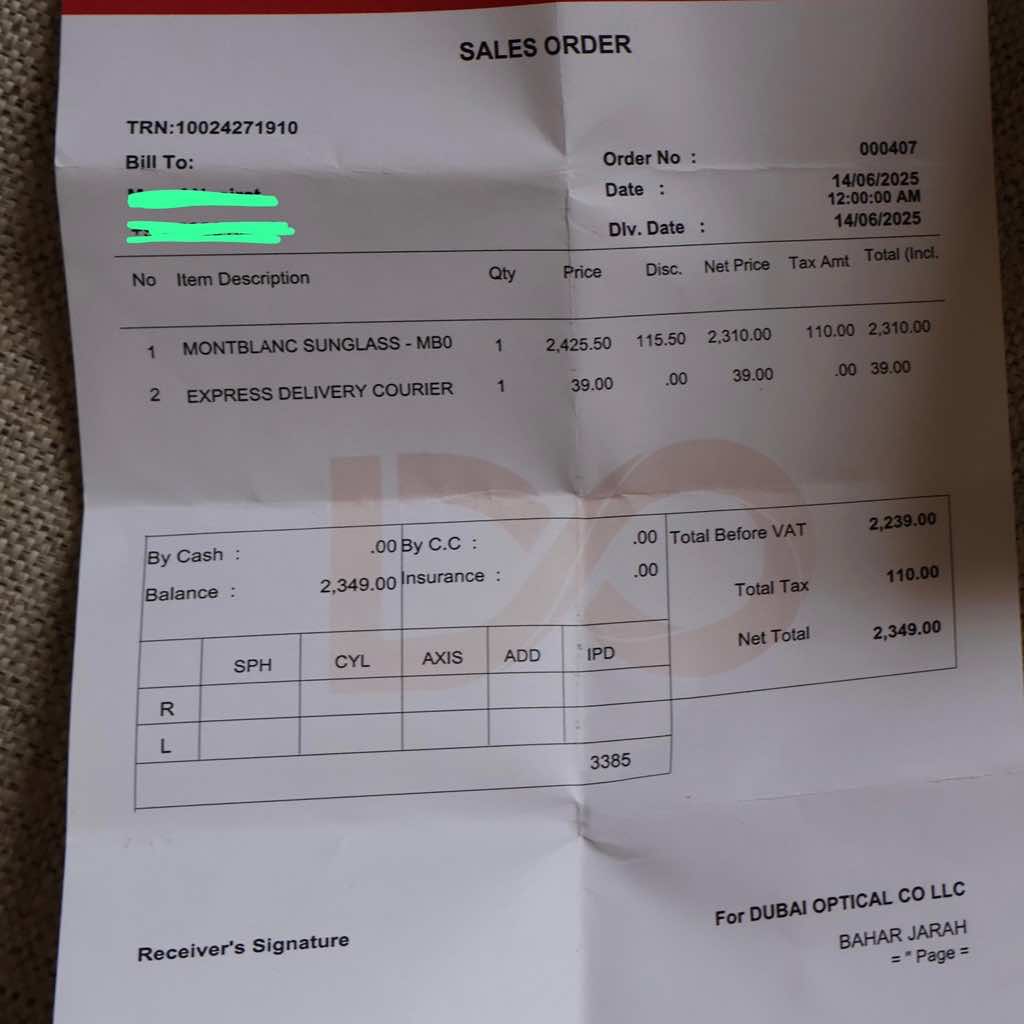 SALES ORDER
TRN:10024271910
Bill To:
Order No : 000407
Date : 14/06/2025
12:00:00 AM
Dlv. Date : 14/06/2025
No Item Description Qty Price Disc. Net Price Tax Amt Total (Incl.
1 MONTBLANC SUNGLASS - MB0 1 2,425.50 115.50 2,310.00 110.00 2,310.00
2 EXPRESS DELIVERY COURIER 1 39.00 .00 39.00 .00 39.00
By Cash : .00 By C.C : .00 Total Before VAT 2,239.00
Balance : 2,349.00 Insurance : .00 Total Tax 110.00
Net Total 2,349.00
SPH CYL AXIS ADD IPD
R
L
3385
DO
For DUBAI OPTICAL CO LLC
BAHAR JARAH
= " Page =
Receiver's Signature